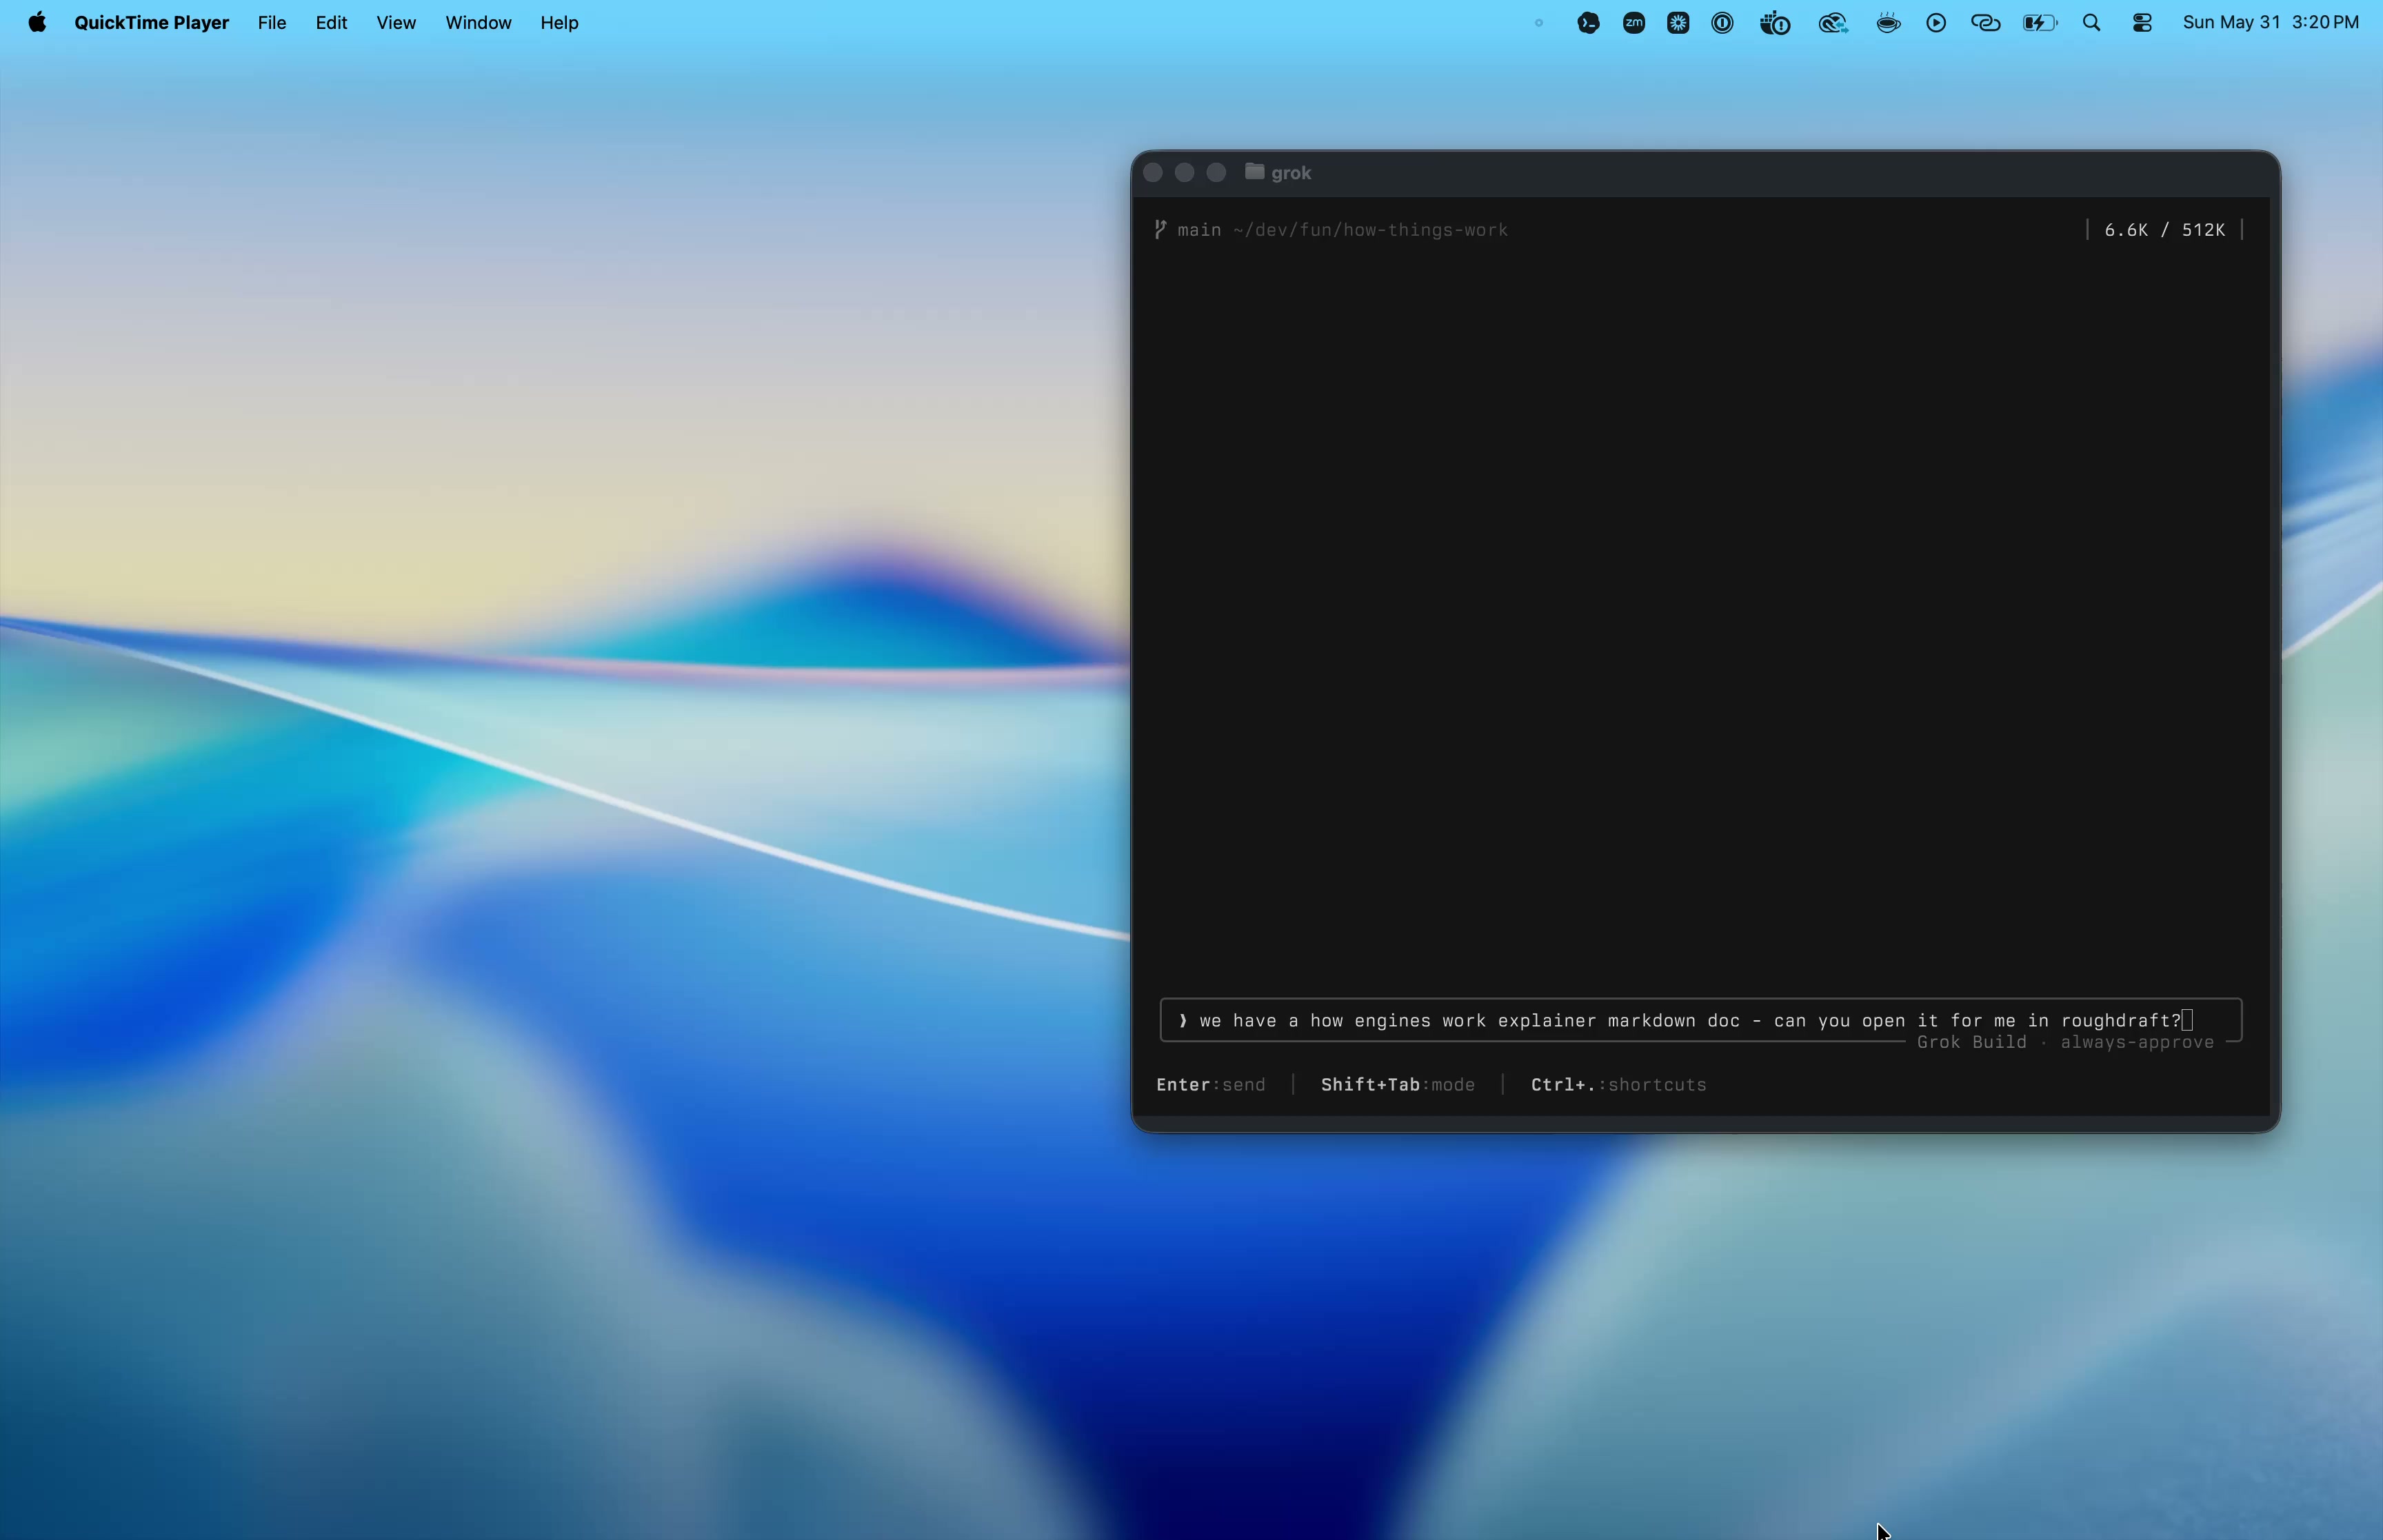 QuickTime Player File Edit View Window Help
zm
Sun May 31 3:20 PM
grok
main ~/dev/fun/how-things-work
| 6.6K / 512K |
❯ we have a how engines work explainer markdown doc - can you open it for me in roughdraft?
Grok Build · always-approve
Enter:send │ Shift+Tab:mode │ Ctrl+.:shortcuts